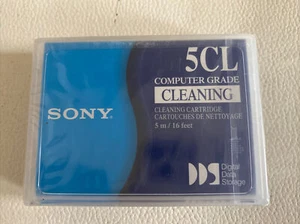 5CL
COMPUTER GRADE
CLEANING
SONY.
CLEANING CARTRIDGE
CARTOUCHES DE NETTOYAGE
5 m / 16 feet
DDS
Digital
Data
Storage